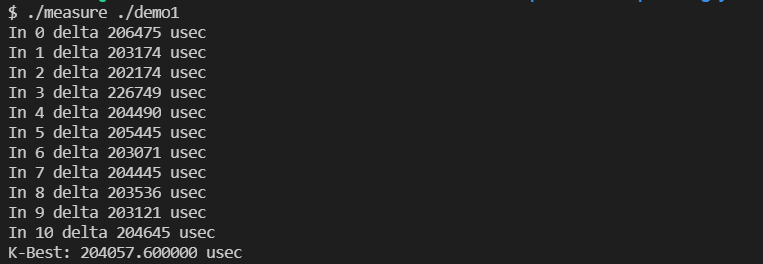 $ ./measure ./demo1
In 0 delta 206475 usec
In 1 delta 203174 usec
In 2 delta 202174 usec
In 3 delta 226749 usec
In 4 delta 204490 usec
In 5 delta 205445 usec
In 6 delta 203071 usec
In 7 delta 204445 usec
In 8 delta 203536 usec
In 9 delta 203121 usec
In 10 delta 204645 usec
K-Best: 204057.600000 usec